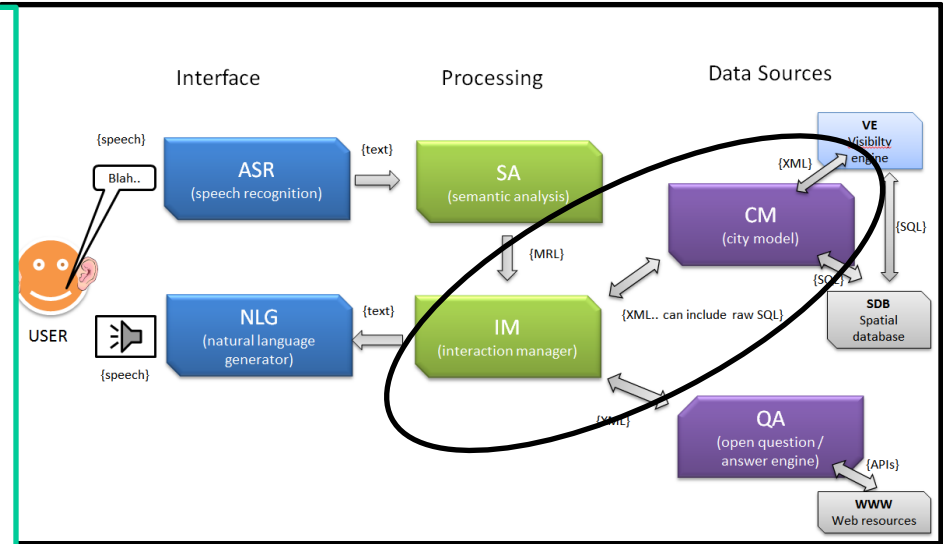 Interface
Processing
Data Sources
{speech}
Blah..
USER
{speech}
ASR
(speech recognition)
{text}
SA
(semantic analysis)
{MRL}
NLG
(natural language
generator)
{text}
IM
(interaction manager)
{XML}
VE
Visibilty
engine
CM
(city model)
{SQL}
{SQL}
{XML.. can include raw SQL}
SDB
Spatial
database
{XML}
QA
(open question /
answer engine)
{APIs}
WWW
Web resources